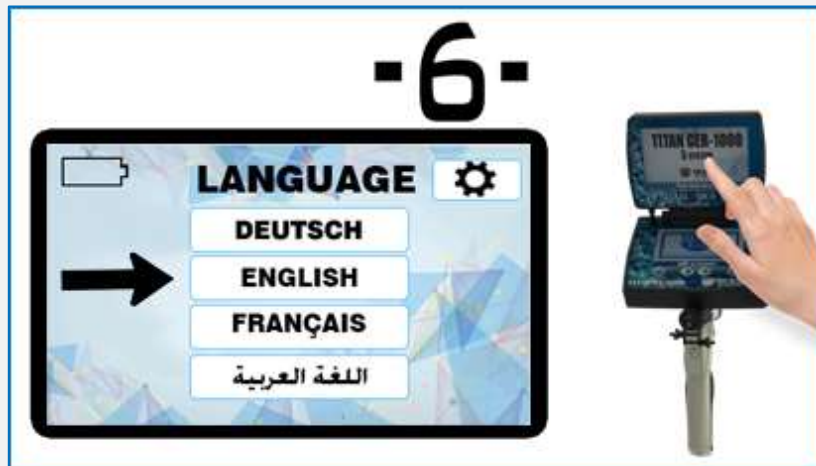 -6-
LANGUAGE
DEUTSCH
ENGLISH
FRANÇAIS
اللغة العربية
TITAN GER-1000